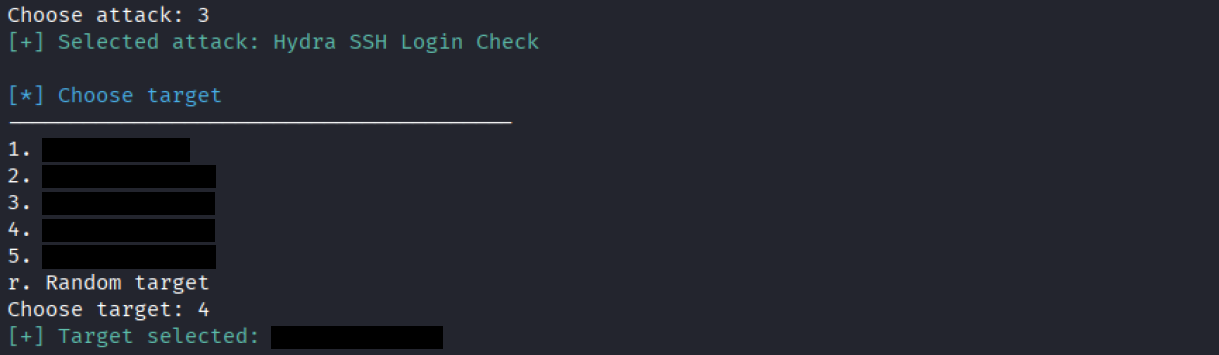 Choose attack: 3
[+] Selected attack: Hydra SSH Login Check
[*] Choose target
1.
2.
3.
4.
5.
r. Random target
Choose target: 4
[+] Target selected: